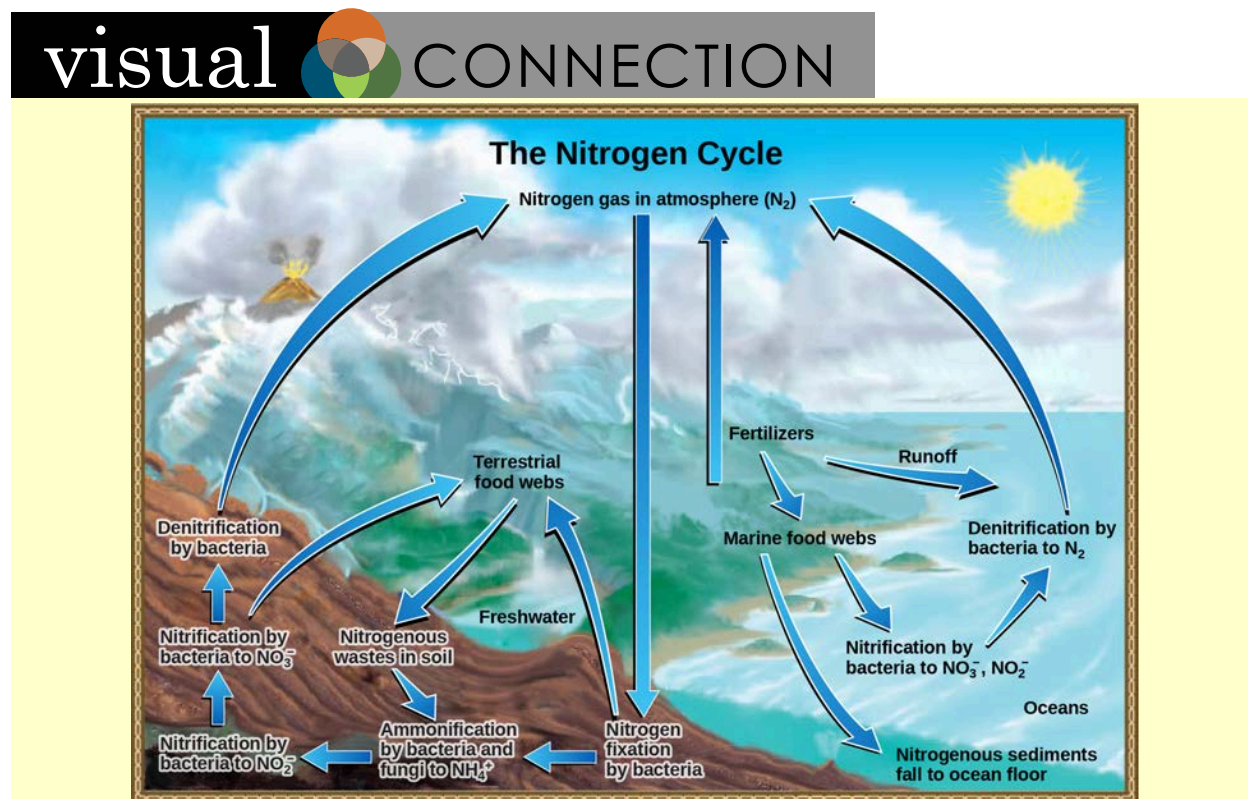 visual CONNECTION
The Nitrogen Cycle
Nitrogen gas in atmosphere (N₂)
Fertilizers
Runoff
Terrestrial
food webs
Denitrification
by bacteria
Marine food webs
Denitrification by
bacteria to N₂
Freshwater
Nitrification by
bacteria to NO₃⁻
Nitrogenous
wastes in soil
Nitrification by
bacteria to NO₃⁻, NO₂⁻
Oceans
Nitrification by
bacteria to NO₂⁻
Ammonification
by bacteria and
fungi to NH₄⁺
Nitrogen
fixation
by bacteria
Nitrogenous sediments
fall to ocean floor